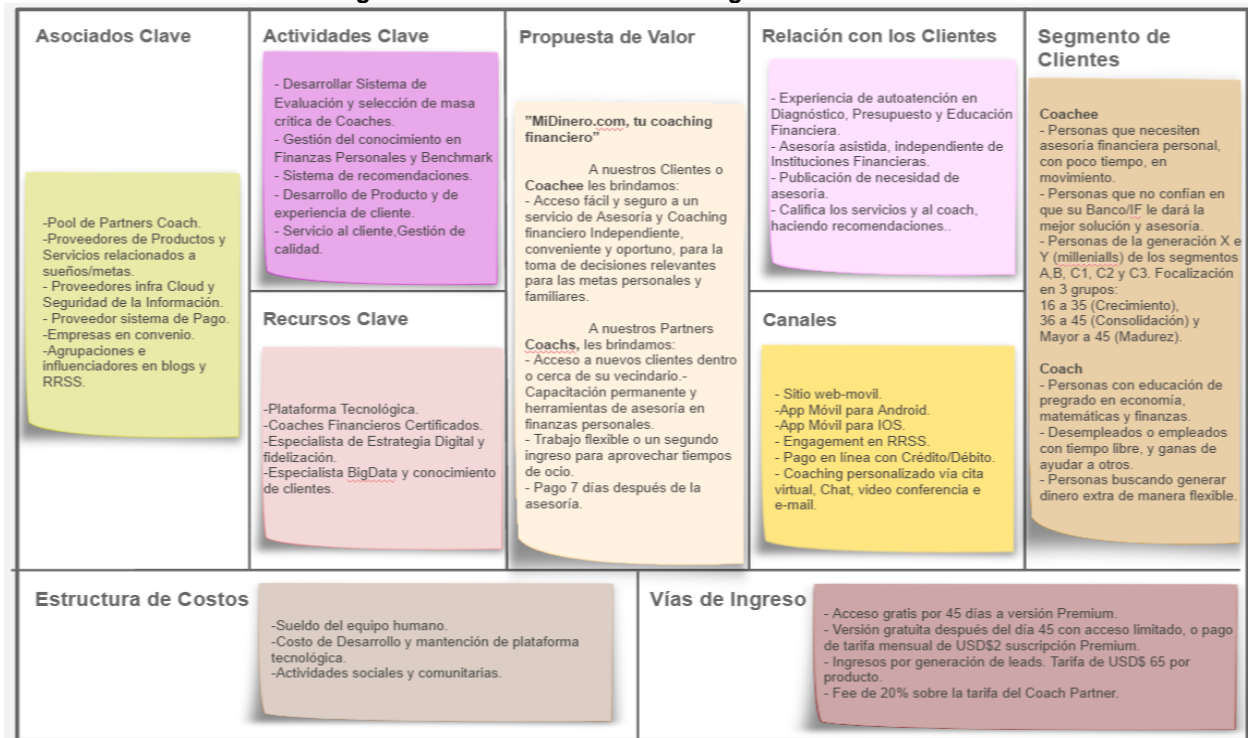 Asociados Clave
-Pool de Partners Coach.
-Proveedores de Productos y
Servicios relacionados a
sueños/metas.
- Proveedores infra Cloud y
Seguridad de la Información.
- Proveedor sistema de Pago.
-Empresas en convenio.
-Agrupaciones e
influenciadores en blogs y
RRSS.
Actividades Clave
- Desarrollar Sistema de
Evaluación y selección de masa
crítica de Coaches.
- Gestión del conocimiento en
Finanzas Personales y Benchmark
- Sistema de recomendaciones.
- Desarrollo de Producto y de
experiencia de cliente.
- Servicio al cliente,Gestión de
calidad.
Recursos Clave
-Plataforma Tecnológica.
-Coaches Financieros Certificados.
-Especialista de Estrategia Digital y
fidelización.
-Especialista BigData y conocimiento
de clientes.
Propuesta de Valor
"MiDinero.com, tu coaching
financiero"
A nuestros Clientes o
Coachee les brindamos:
- Acceso fácil y seguro a un
servicio de Asesoría y Coaching
financiero Independiente,
conveniente y oportuno, para la
toma de decisiones relevantes
para las metas personales y
familiares.
A nuestros Partners
Coachs, les brindamos:
- Acceso a nuevos clientes dentro
o cerca de su vecindario.-
Capacitación permanente y
herramientas de asesoría en
finanzas personales.
- Trabajo flexible o un segundo
ingreso para aprovechar tiempos
de ocio.
- Pago 7 días después de la
asesoría.
Relación con los Clientes
- Experiencia de autoatención en
Diagnóstico, Presupuesto y Educación
Financiera.
- Asesoría asistida, independiente de
Instituciones Financieras.
- Publicación de necesidad de
asesoría.
- Califica los servicios y al coach,
haciendo recomendaciones..
Canales
- Sitio web-movil.
-App Móvil para Android.
-App Móvil para IOS.
- Engagement en RRSS.
- Pago en línea con Crédito/Débito.
- Coaching personalizado vía cita
virtual, Chat, video conferencia e
e-mail.
Segmento de
Clientes
Coachee
- Personas que necesiten
asesoría financiera personal,
con poco tiempo, en
movimiento.
- Personas que no confían en
que su Banco/IF le dará la
mejor solución y asesoría.
- Personas de la generación X e
Y (millenialls) de los segmentos
A,B, C1, C2 y C3. Focalización
en 3 grupos:
16 a 35 (Crecimiento),
36 a 45 (Consolidación) y
Mayor a 45 (Madurez).
Coach
- Personas con educación de
pregrado en economía,
matemáticas y finanzas.
- Desempleados o empleados
con tiempo libre, y ganas de
ayudar a otros.
- Personas buscando generar
dinero extra de manera flexible.
Estructura de Costos
-Sueldo del equipo humano.
-Costo de Desarrollo y mantención de plataforma
tecnológica.
-Actividades sociales y comunitarias.
Vías de Ingreso
- Acceso gratis por 45 días a versión Premium.
- Versión gratuita después del día 45 con acceso limitado, o pago
de tarifa mensual de USD$2 suscripción Premium.
- Ingresos por generación de leads. Tarifa de USD$ 65 por
producto.
- Fee de 20% sobre la tarifa del Coach Partner.